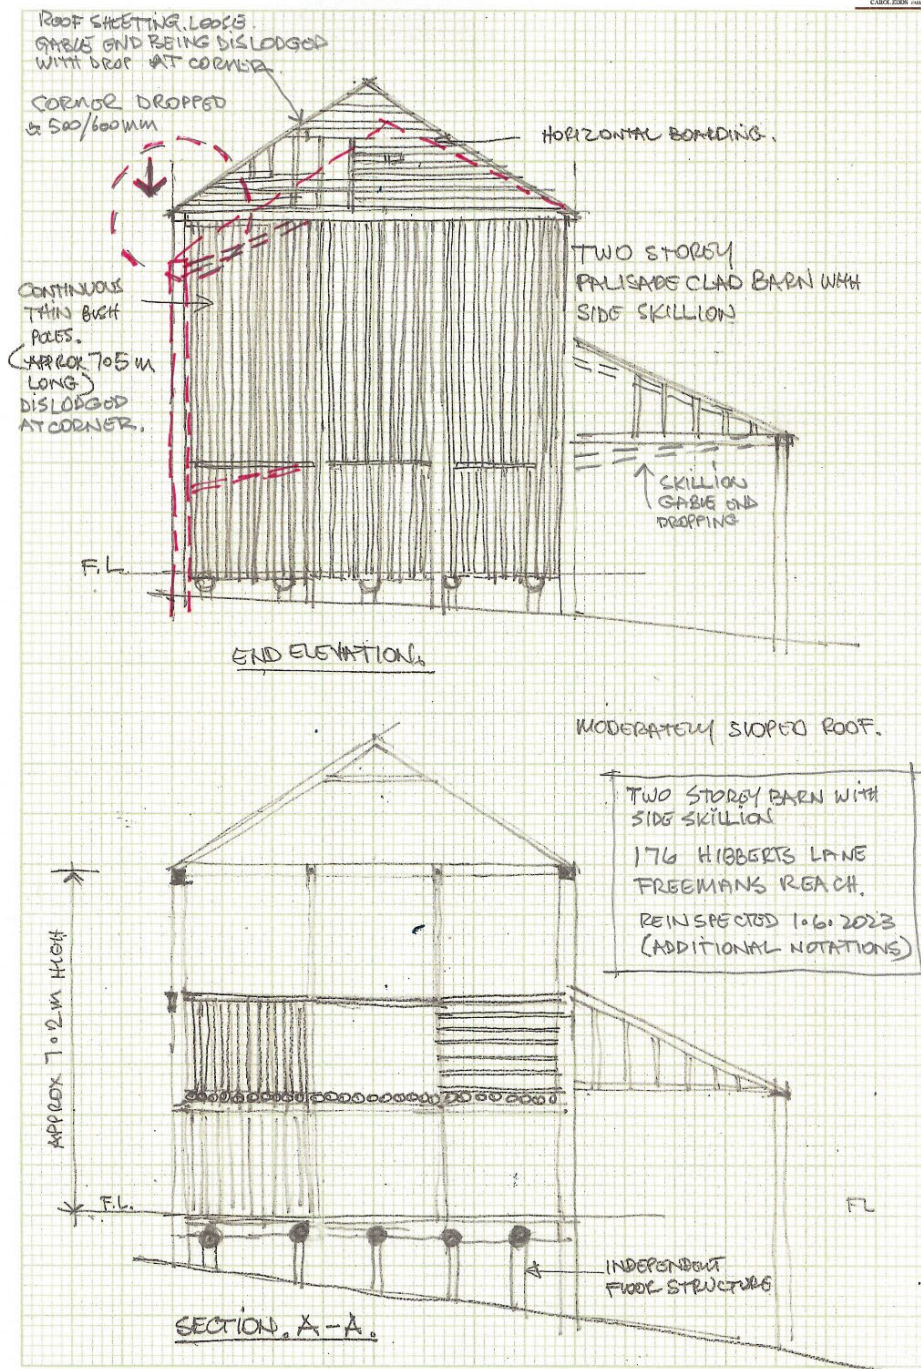 ROOF SHEETING LOOSE.
GABLE END BEING DISLODGED
WITH DROP AT CORNER.
CORNER DROPPED
500/600mm
HORIZONTAL BOARDING.
TWO STOREY
PALISADE CLAD BARN WITH
SIDE SKILLION
CONTINUOUS
THIN BUSH
POLES.
(APPROX 7.5 m
LONG)
DISLODGED
AT CORNER.
SKILLION
GABLE END
DROPPING
F.L
END ELEVATION.
MODERATELY SLOPED ROOF.
TWO STOREY BARN WITH
SIDE SKILLION
176 HIBBERTS LANE
FREEMANS REACH.
REINSPECTED 1.6.2023
(ADDITIONAL NOTATIONS)
APPROX 7.2m HIGH
F.L.
FL
INDEPENDENT
FLOOR STRUCTURE
SECTION. A-A.